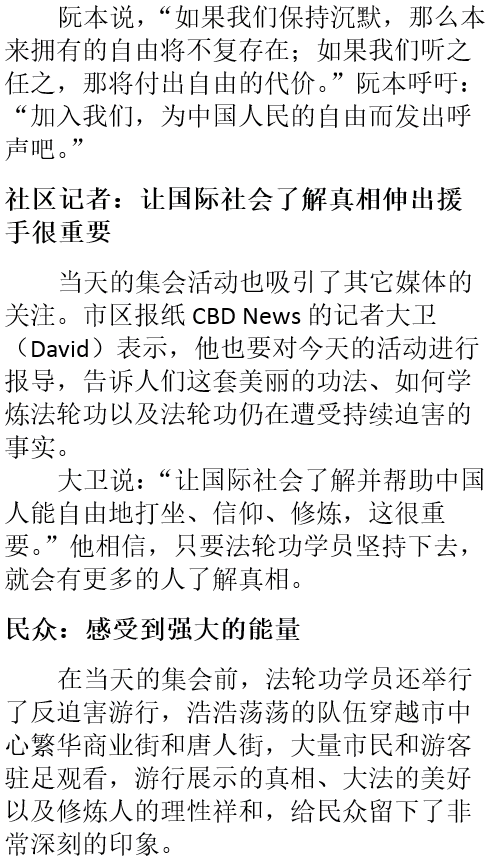 阮本说，“如果我们保持沉默，那么本
来拥有的自由将不复存在；如果我们听之
任之，那将付出自由的代价。”阮本呼吁：
“加入我们，为中国人民的自由而发出呼
声吧。”
社区记者：让国际社会了解真相伸出援
手很重要
当天的集会活动也吸引了其它媒体的
关注。市区报纸 CBD News 的记者大卫
（David）表示，他也要对今天的活动进行
报导，告诉人们这套美丽的功法、如何学
炼法轮功以及法轮功仍在遭受持续迫害的
事实。
大卫说：“让国际社会了解并帮助中国
人能自由地打坐、信仰、修炼，这很重
要。”他相信，只要法轮功学员坚持下去，
就会有更多的人了解真相。
民众：感受到强大的能量
在当天的集会前，法轮功学员还举行
了反迫害游行，浩浩荡荡的队伍穿越市中
心繁华商业街和唐人街，大量市民和游客
驻足观看，游行展示的真相、大法的美好
以及修炼人的理性祥和，给民众留下了非
常深刻的印象。